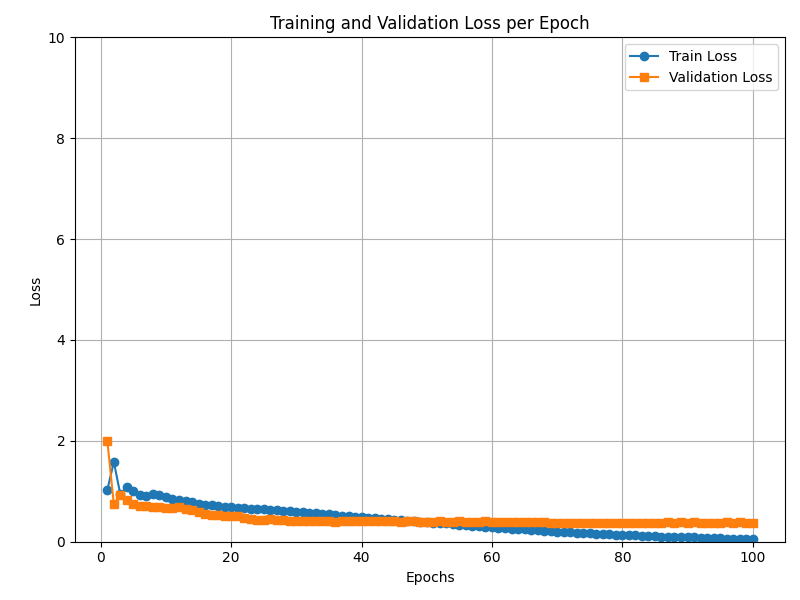 Training and Validation Loss per Epoch
10
8
6
4
2
0
Loss
Train Loss
Validation Loss
0 20 40 60 80 100
Epochs